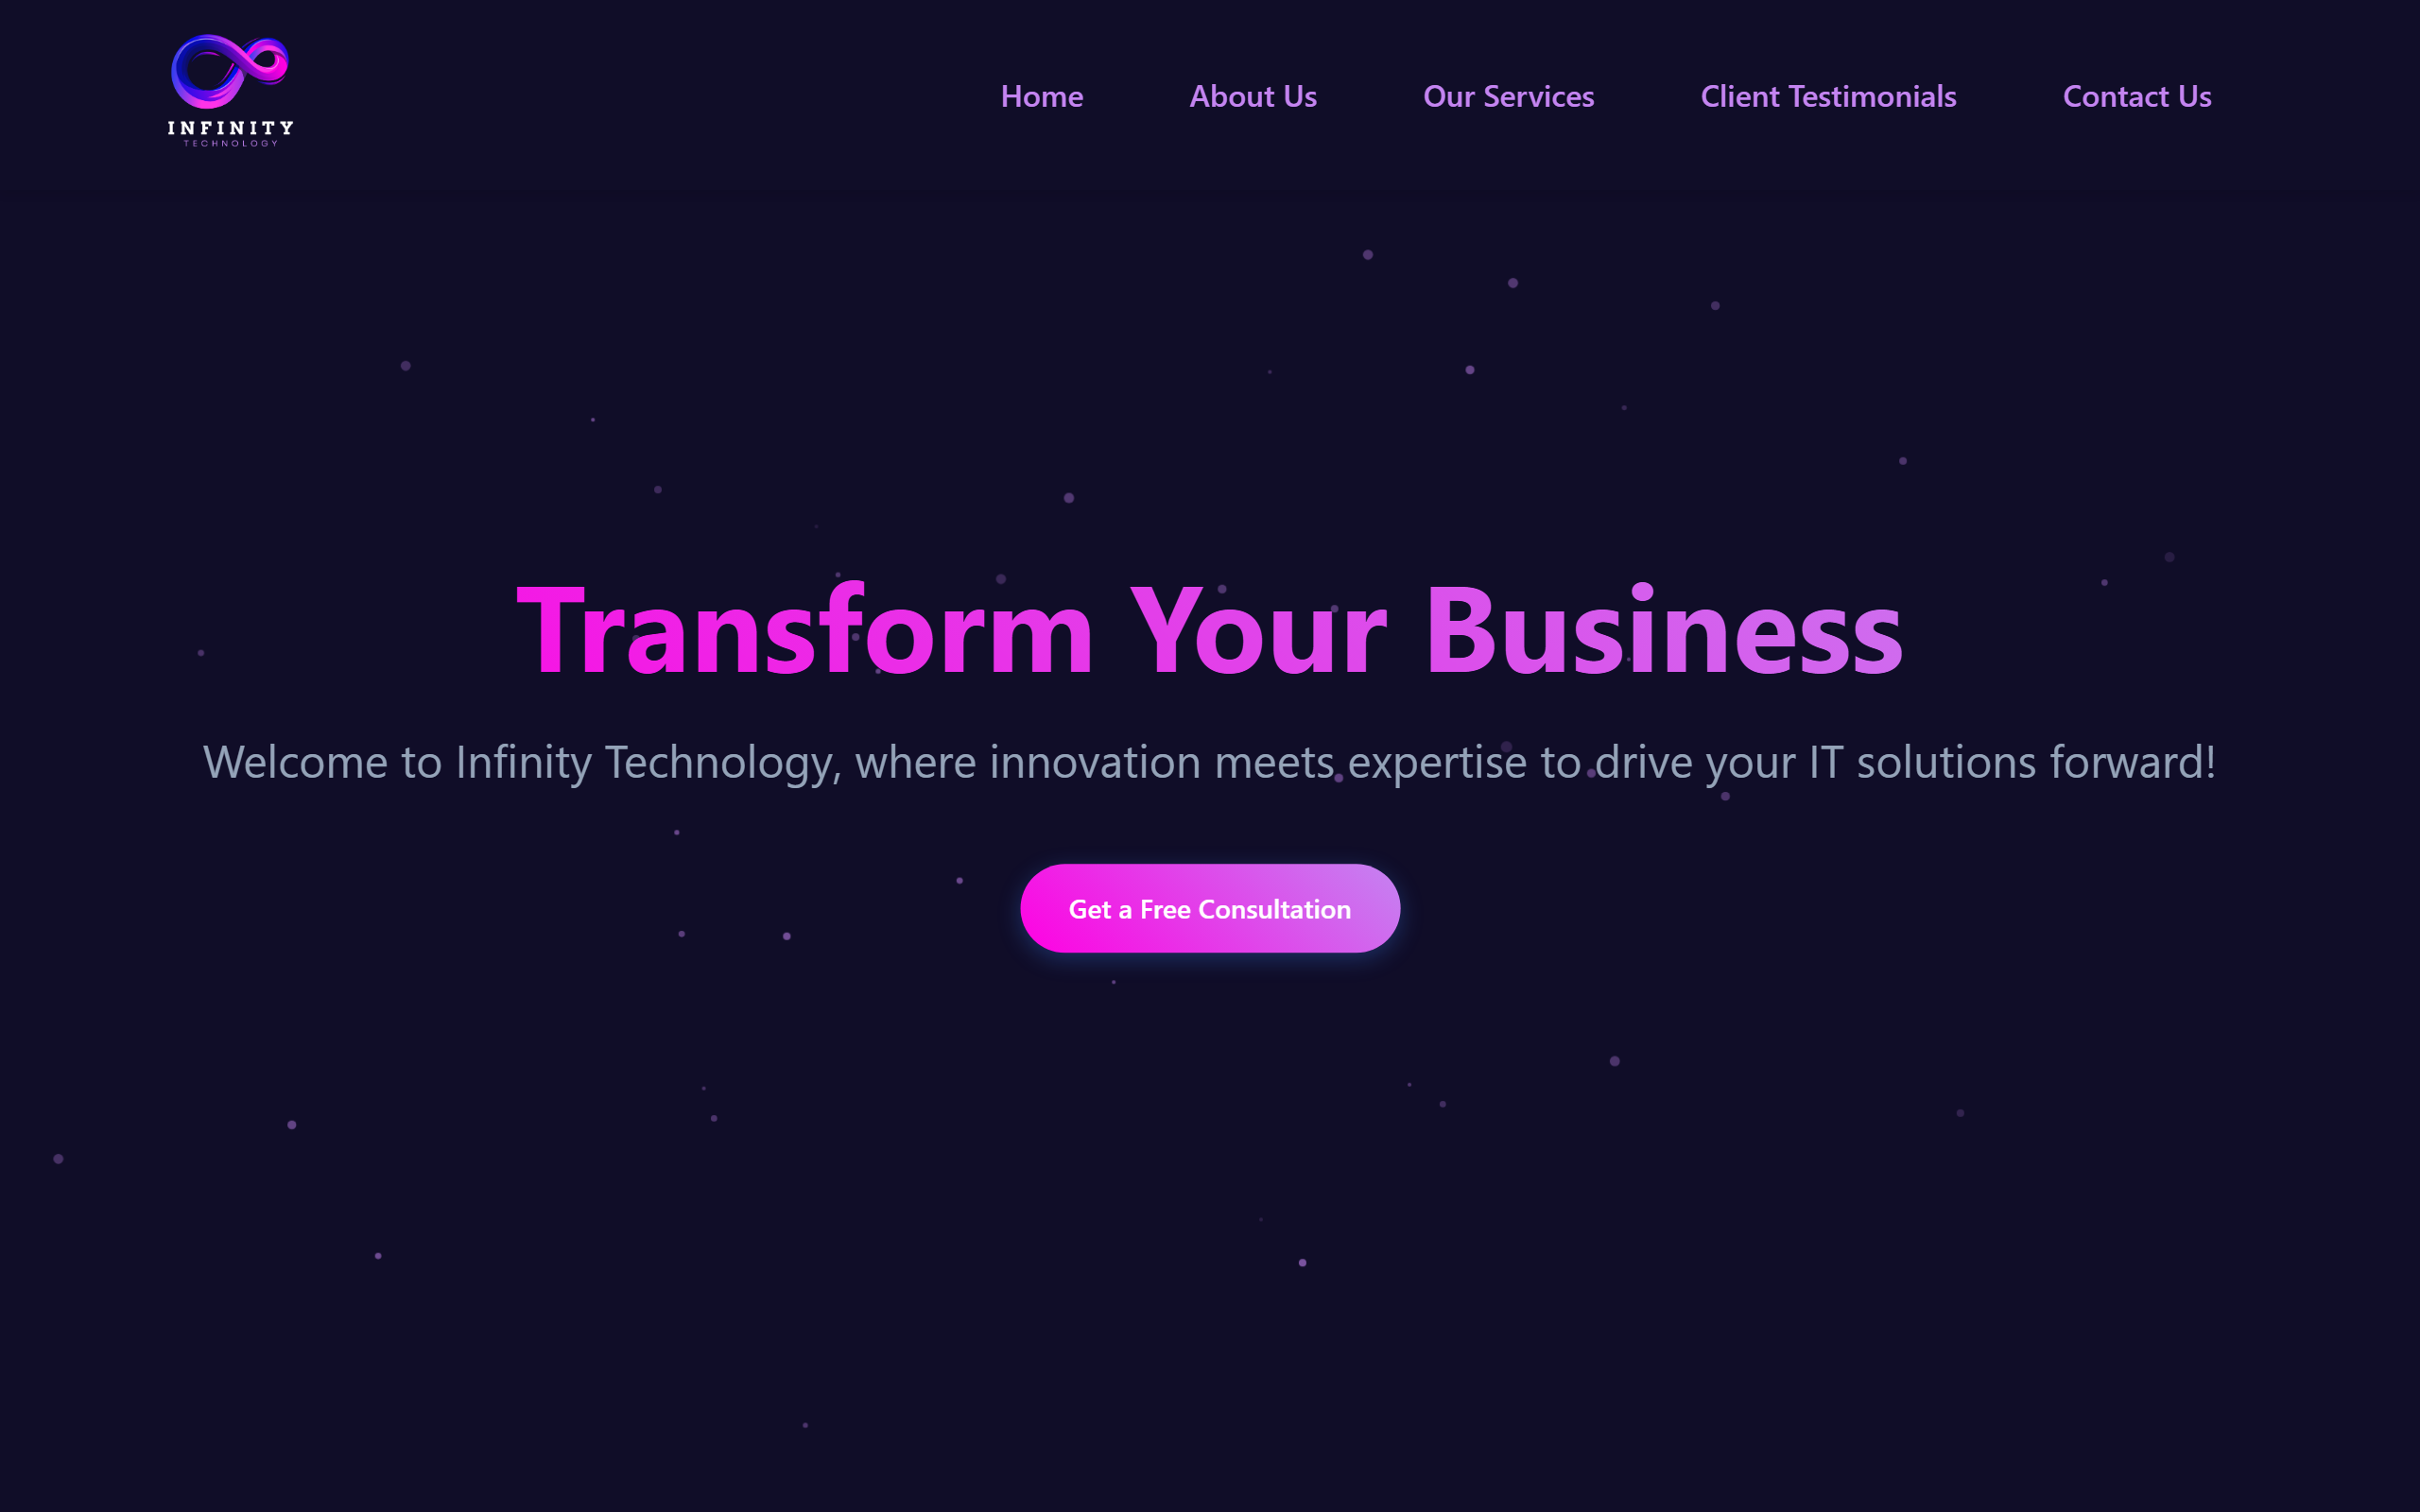 INFINITY
TECHNOLOGY
Home
About Us
Our Services
Client Testimonials
Contact Us
Transform Your Business
Welcome to Infinity Technology, where innovation meets expertise to drive your IT solutions forward!
Get a Free Consultation